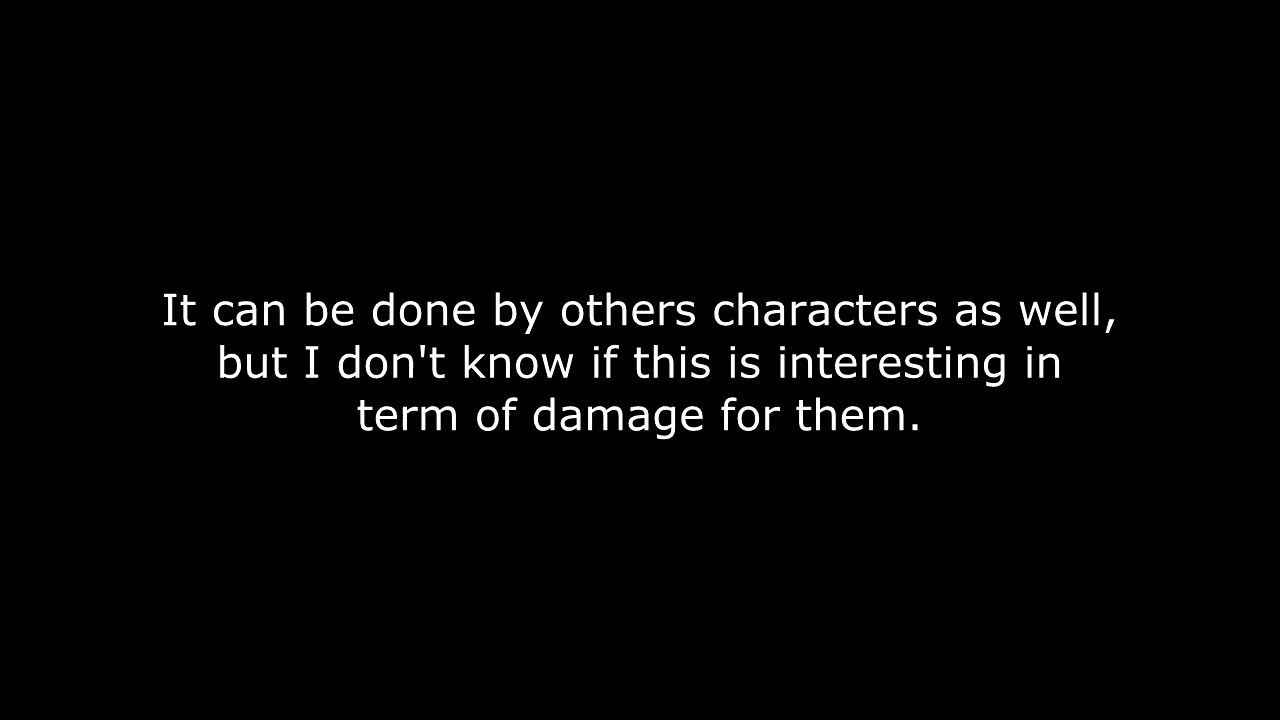 It can be done by others characters as well,
but I don't know if this is interesting in
term of damage for them.